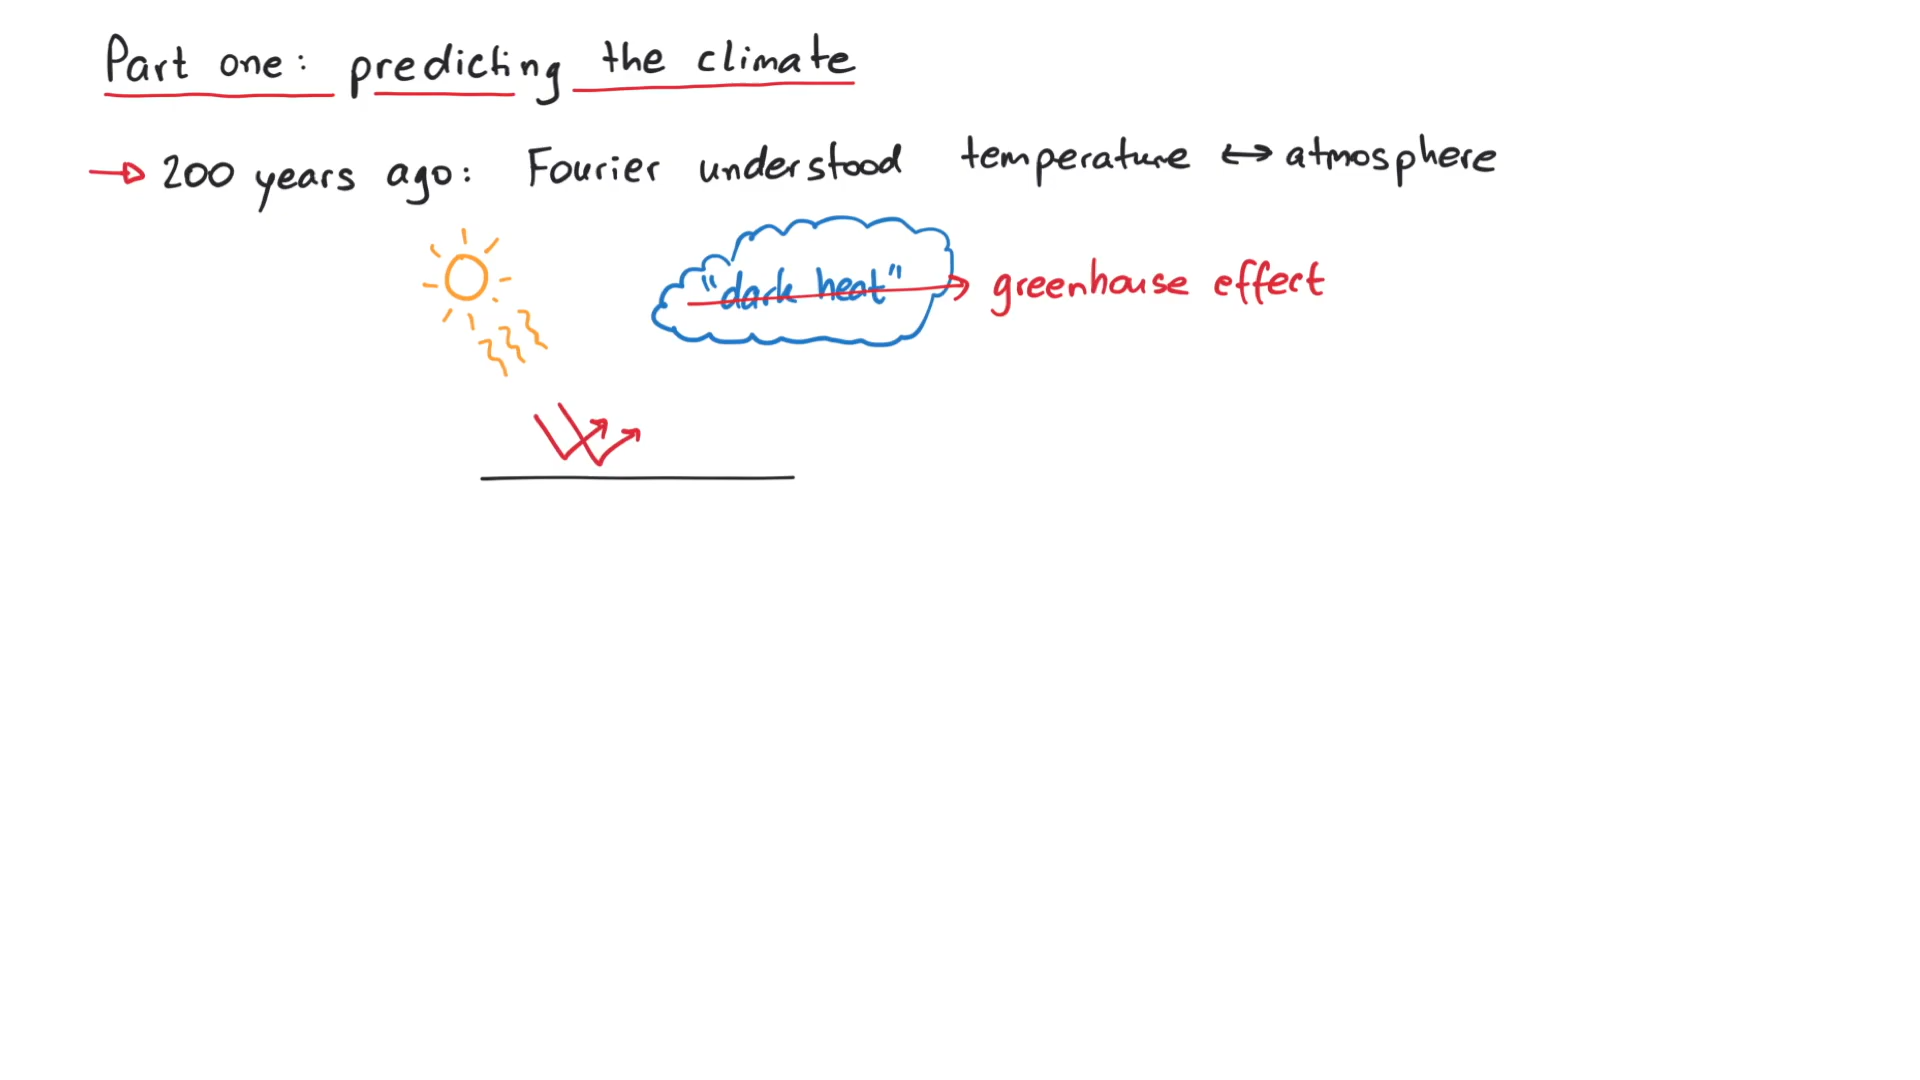 Part one: predicting the climate
200 years ago: Fourier understood temperature ↔ atmosphere
"dark heat" → greenhouse effect